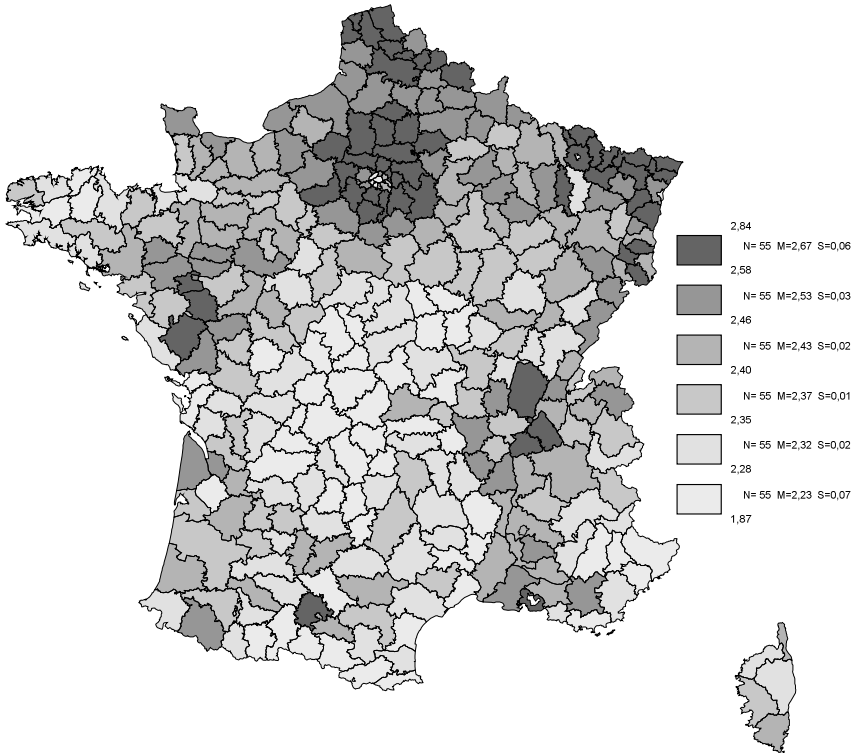 2,84
N= 55 M=2,67 S=0,06
2,58
N= 55 M=2,53 S=0,03
2,46
N= 55 M=2,43 S=0,02
2,40
N= 55 M=2,37 S=0,01
2,35
N= 55 M=2,32 S=0,02
2,28
N= 55 M=2,23 S=0,07
1,87